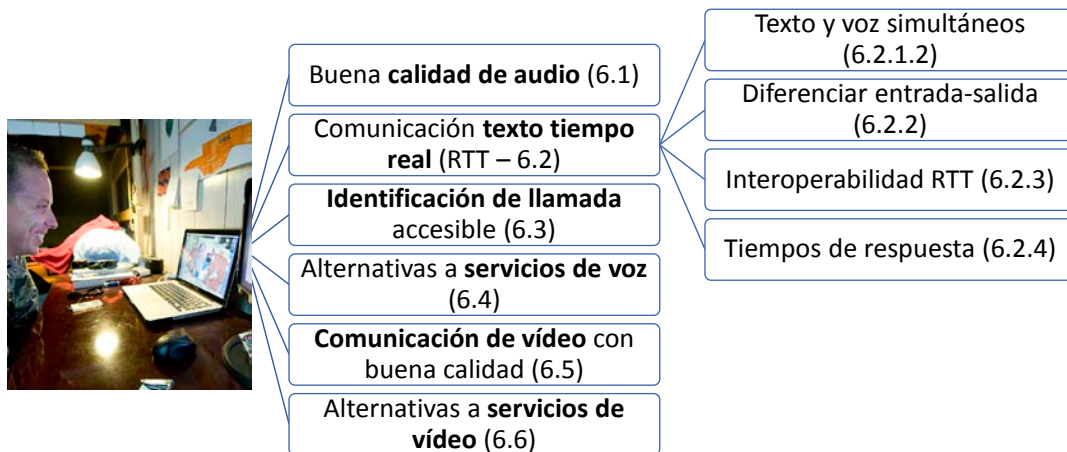 Buena calidad de audio (6.1)
Comunicación texto tiempo
real (RTT – 6.2)
Identificación de llamada
accesible (6.3)
Alternativas a servicios de voz
(6.4)
Comunicación de vídeo con
buena calidad (6.5)
Alternativas a servicios de
vídeo (6.6)
Texto y voz simultáneos
(6.2.1.2)
Diferenciar entrada-salida
(6.2.2)
Interoperabilidad RTT (6.2.3)
Tiempos de respuesta (6.2.4)